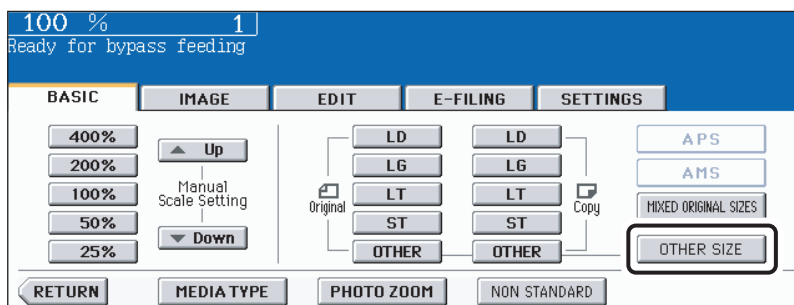 100 % 1
Ready for bypass feeding
BASIC IMAGE EDIT E-FILING SETTINGS
400% Up LD LD APS
200% LG LG AMS
100% Manual Scale Setting Original LT LT Copy MIXED ORIGINAL SIZES
50% ST ST
25% Down OTHER OTHER OTHER SIZE
RETURN MEDIA TYPE PHOTO ZOOM NON STANDARD